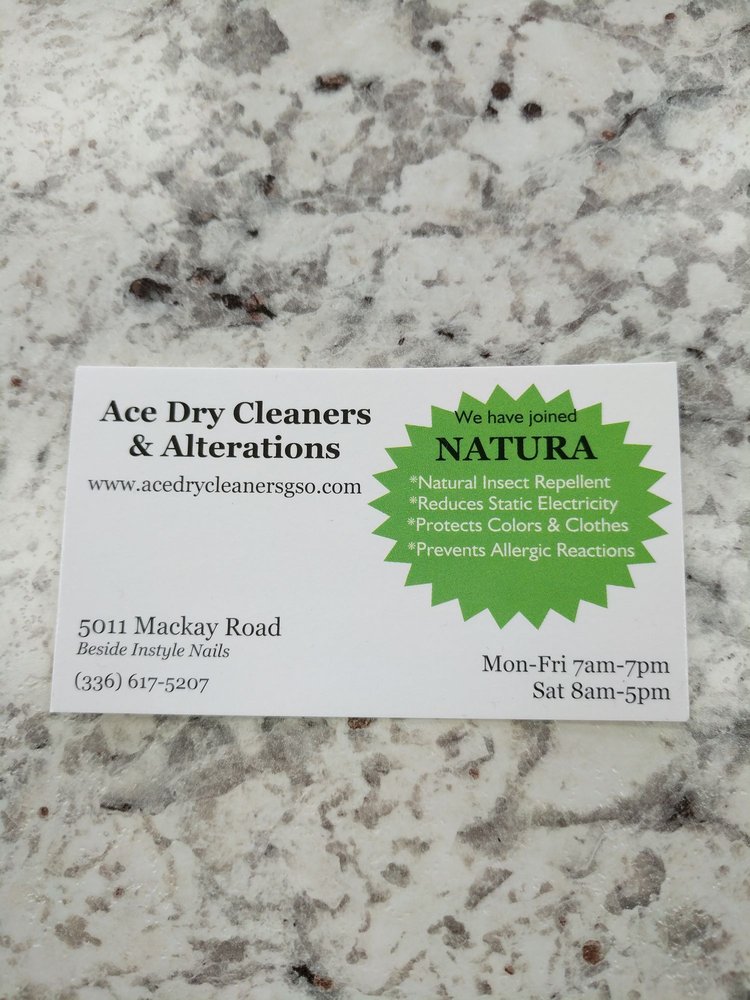 Ace Dry Cleaners
& Alterations
www.acedrycleanersgso.com
We have joined
NATURA
*Natural Insect Repellent
*Reduces Static Electricity
*Protects Colors & Clothes
*Prevents Allergic Reactions
5011 Mackay Road
Beside Instyle Nails
(336) 617-5207
Mon-Fri 7am-7pm
Sat 8am-5pm